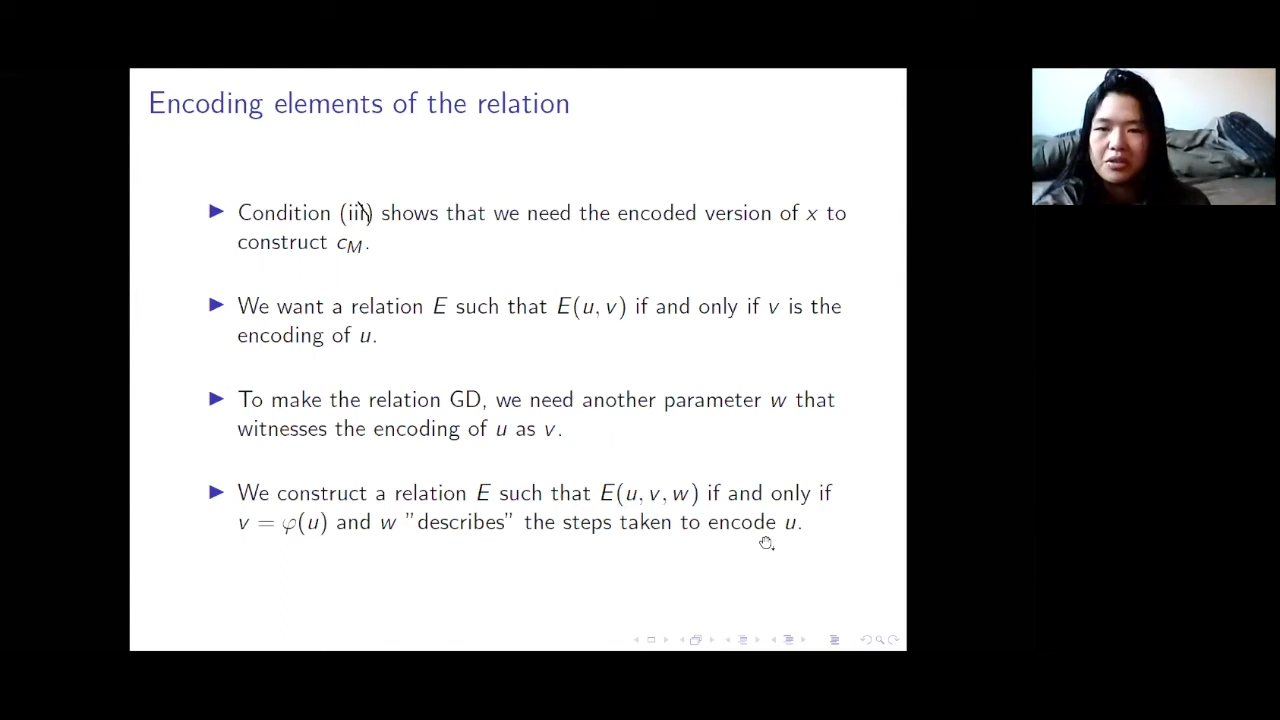 Encoding elements of the relation
Condition (iii) shows that we need the encoded version of x to
construct c_M.
We want a relation E such that E(u, v) if and only if v is the
encoding of u.
To make the relation GD, we need another parameter w that
witnesses the encoding of u as v.
We construct a relation E such that E(u, v, w) if and only if
v = φ(u) and w ”describes” the steps taken to encode u.